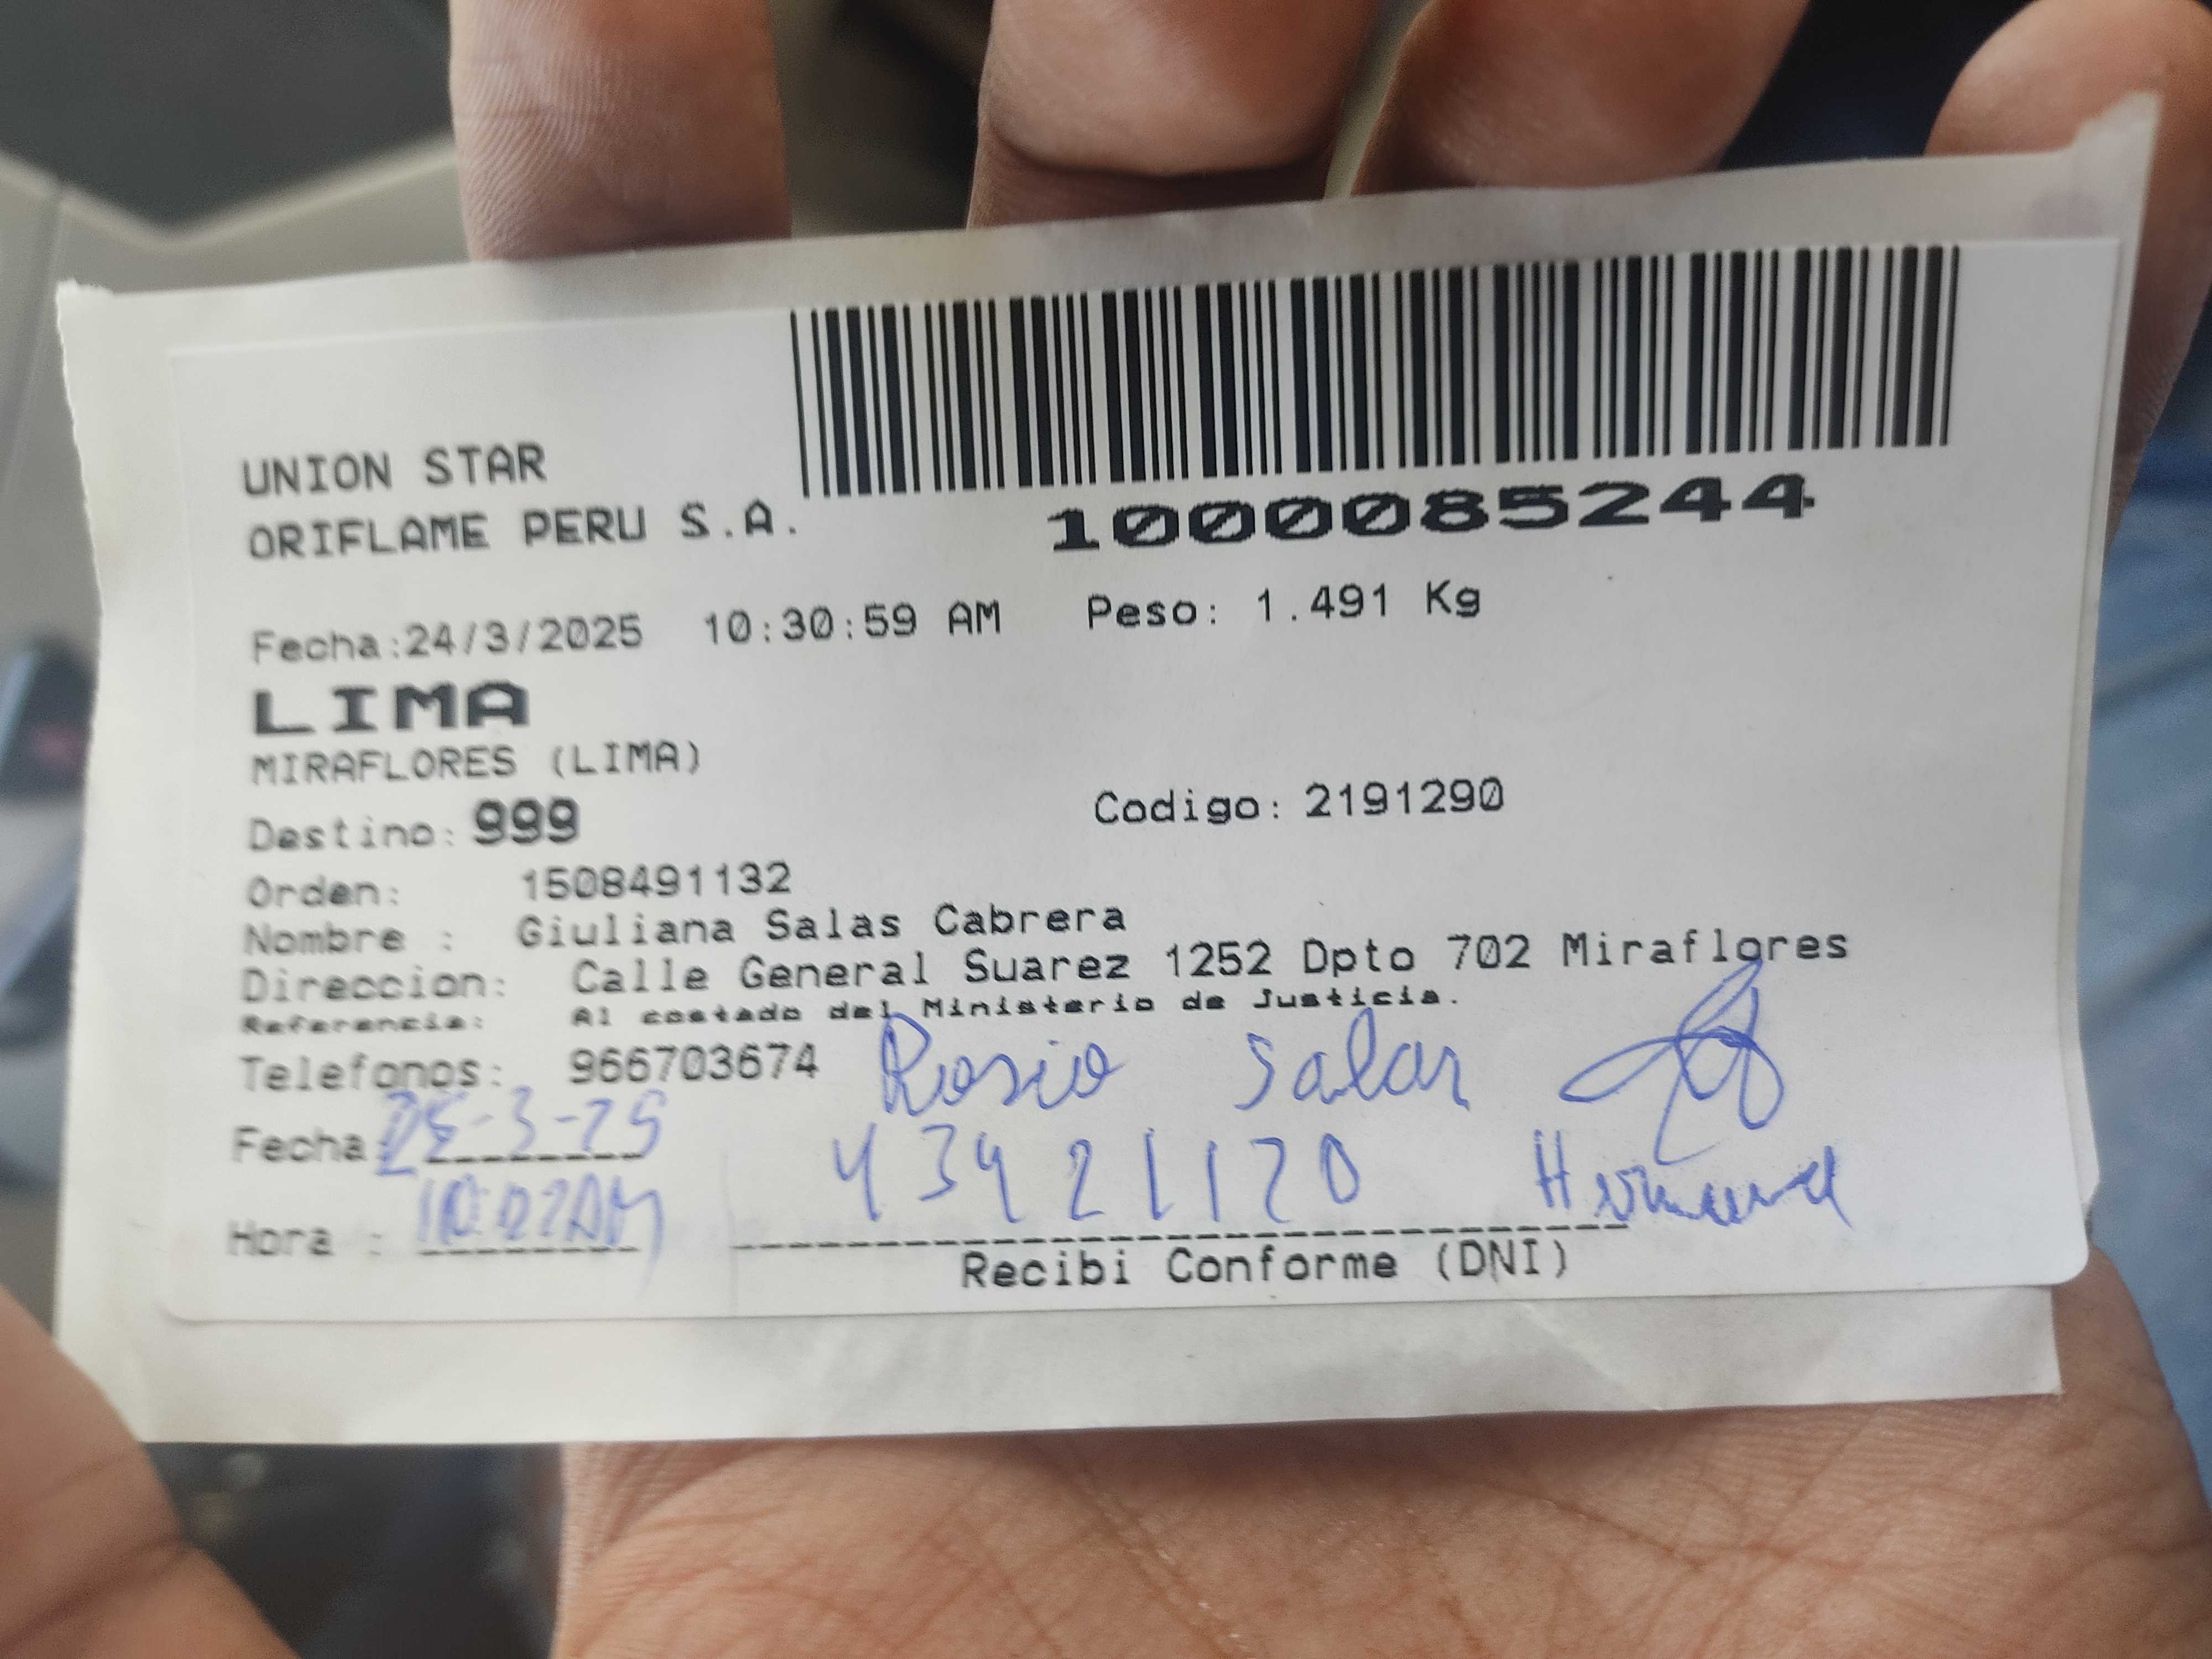 UNION STAR
ORIFLAME PERU S.A.
1000085244
Fecha:24/3/2025 10:30:59 AM Peso: 1.491 Kg
LIMA
MIRAFLORES (LIMA)
Destino: 999 Codigo: 2191290
Orden: 1508491132
Nombre : Giuliana Salas Cabrera
Direccion: Calle General Suarez 1252 Dpto 702 Miraflores
Referencia: Al costado del Ministerio de Justicia.
Telefonos: 966703674 Rosio Salas
Fecha: 25-3-25
43421120 Hermana
Hora : 10:02AM
Recibi Conforme (DNI)